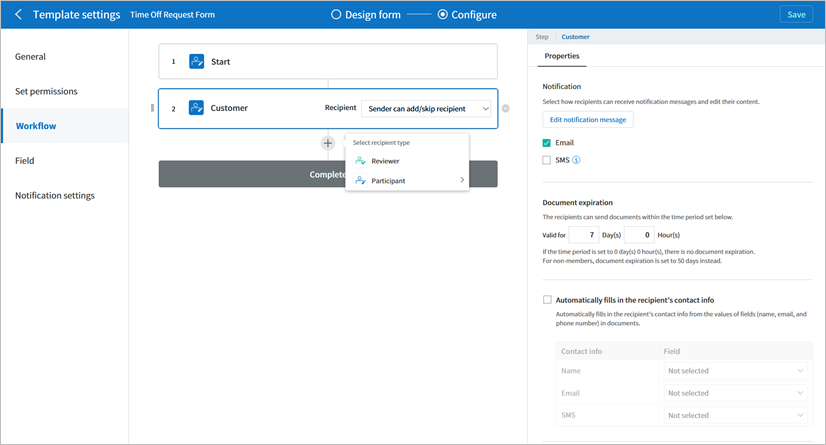 Template settings
Time Off Request Form
Design form
Configure
Save
General
Set permissions
Workflow
Field
Notification settings
1 Start
2 Customer Recipient Sender can add/skip recipient
Select recipient type
Reviewer
Participant
Complete
Step Customer
Properties
Notification
Select how recipients can receive notification messages and edit their content.
Edit notification message
Email
SMS $
Document expiration
The recipients can send documents within the time period set below.
Valid for 7 Day(s) 0 Hour(s)
If the time period is set to 0 day(s) 0 hour(s), there is no document expiration.
For non-members, document expiration is set to 50 days instead.
Automatically fills in the recipient's contact info
Automatically fills in the recipient's contact info from the values of fields (name, email, and
phone number) in documents.
Contact info Field
Name Not selected
Email Not selected
SMS Not selected